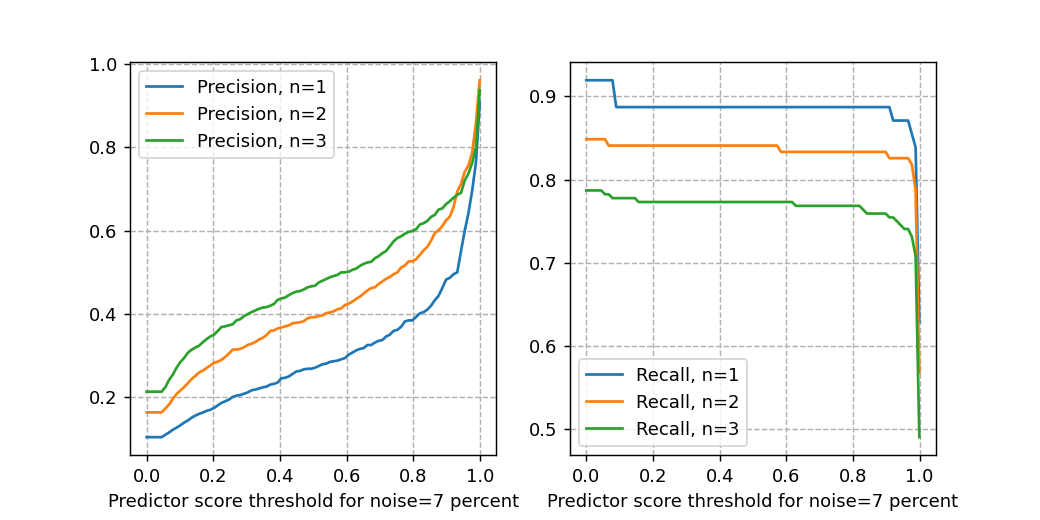 1.0
0.8
0.6
0.4
0.2
Precision, n=1
Precision, n=2
Precision, n=3
0.0 0.2 0.4 0.6 0.8 1.0
Predictor score threshold for noise=7 percent
0.9
0.8
0.7
0.6
0.5
Recall, n=1
Recall, n=2
Recall, n=3
0.0 0.2 0.4 0.6 0.8 1.0
Predictor score threshold for noise=7 percent